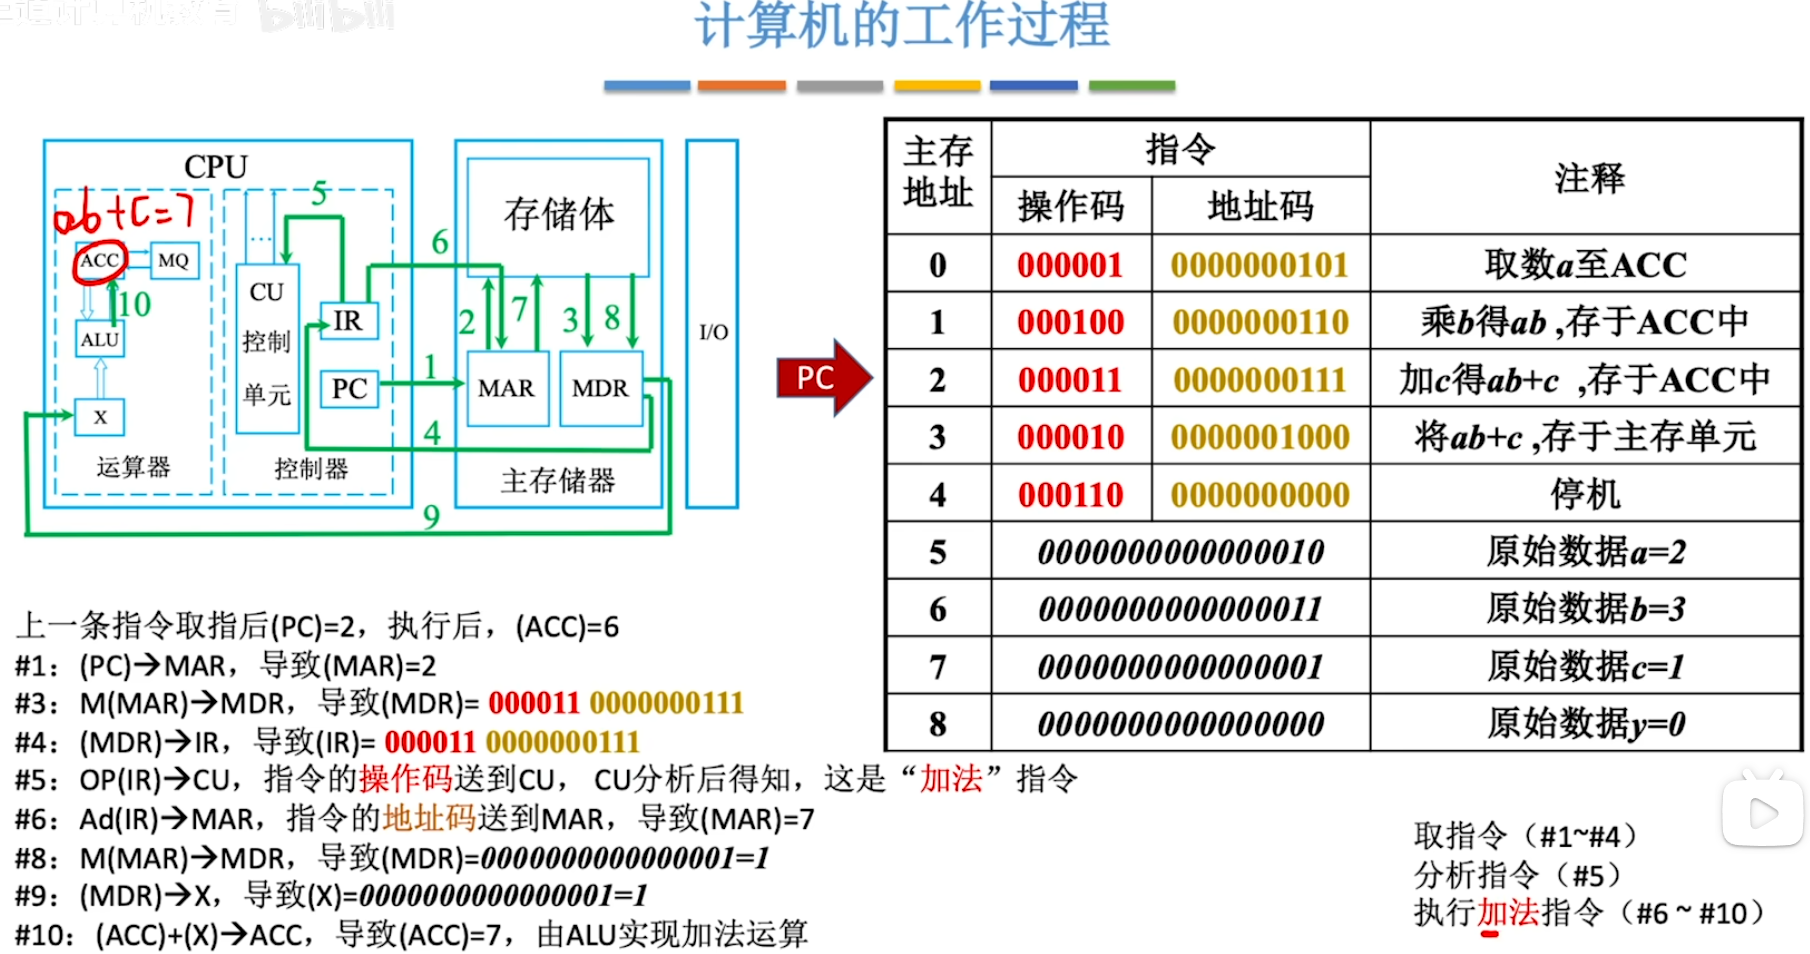 bilibili
计算机的工作过程
CPU
ab+c=7
ACC
MQ
10
ALU
X
运算器
5
...
CU
控制
单元
IR
PC
控制器
6
存储体
2
7
3
8
1
MAR
MDR
4
主存储器
9
I/O
PC
主存地址 指令 注释
操作码 地址码
0 000001 0000000101 取数a至ACC
1 000100 0000000110 乘b得ab ,存于ACC中
2 000011 0000000111 加c得ab+c ,存于ACC中
3 000010 0000001000 将ab+c ,存于主存单元
4 000110 0000000000 停机
5 0000000000000010 原始数据a=2
6 0000000000000011 原始数据b=3
7 0000000000000001 原始数据c=1
8 0000000000000000 原始数据y=0
上一条指令取指后(PC)=2，执行后，(ACC)=6
#1：(PC)→MAR，导致(MAR)=2
#3：M(MAR)→MDR，导致(MDR)= 000011 0000000111
#4：(MDR)→IR，导致(IR)= 000011 0000000111
#5：OP(IR)→CU，指令的操作码送到CU， CU分析后得知，这是“加法”指令
#6：Ad(IR)→MAR，指令的地址码送到MAR，导致(MAR)=7
#8：M(MAR)→MDR，导致(MDR)=0000000000000001=1
#9：(MDR)→X，导致(X)=0000000000000001=1
#10：(ACC)+(X)→ACC，导致(ACC)=7，由ALU实现加法运算
取指令（#1~#4）
分析指令（#5）
执行加法指令（#6 ~ #10）